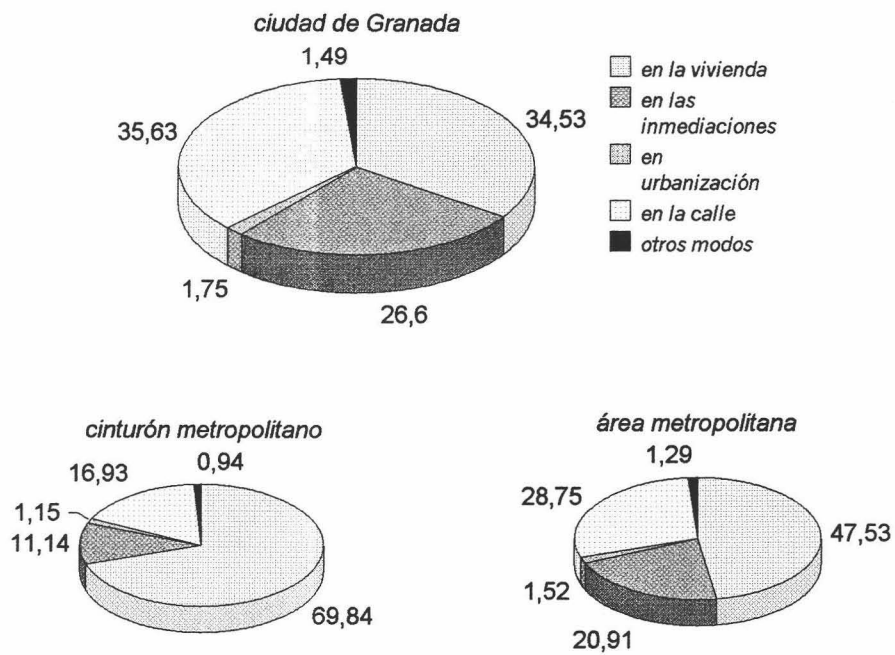 ciudad de Granada
1,49
35,63
34,53
1,75
26,6
en la vivienda
en las
inmediaciones
en
urbanización
en la calle
otros modos
cinturón metropolitano
0,94
16,93
1,15
11,14
69,84
área metropolitana
1,29
28,75
47,53
1,52
20,91